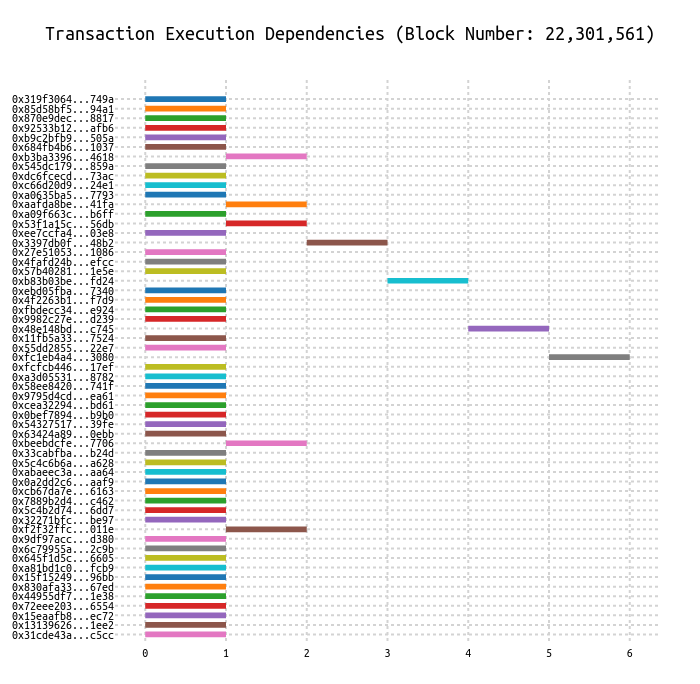 Transaction Execution Dependencies (Block Number: 22,301,561)
0x319f3064...749a
0x85d58bf5...94a1
0x870e9dec...8817
0x92533b12...afb6
0xb9c2bfb9...505a
0x684fb4b6...1037
0xb3ba3396...4618
0x545dc179...859a
0xdc6fcecd...73ac
0xc66d20d9...24e1
0xa0635ba5...7793
0xaafda8be...41fa
0xa09f663c...b6ff
0x53f1a15c...56db
0xee7ccfa4...03e8
0x3397db0f...48b2
0x27e51053...1086
0x4fafd24b...efcc
0x57b40281...1e5e
0xb83b03be...fd24
0xebd05fba...7340
0x4f2263b1...f7d9
0xfbdecc34...e924
0x9982c27e...d239
0x48e148bd...c745
0x11fb5a33...7524
0x55dd2855...22e7
0xfc1eb4a4...3080
0xfcfcb446...17ef
0xa3d05531...8782
0x58ee8420...741f
0x9795d4cd...ea61
0xcea32294...bd61
0x0bef7894...b9b0
0x54327517...39fe
0x63424a89...0ebb
0xbeebdcfe...7706
0x33cabfba...b24d
0x5c4c6b6a...a628
0xabaeec3a...aa64
0x0a2dd2c6...aaf9
0xcb67da7e...6163
0x7889b2d4...c462
0x5c4b2d74...6dd7
0x32271bfc...be97
0xf2f32ffc...011e
0x9df97acc...d380
0x6c79955a...2c9b
0x645f1d5c...6605
0xa81bd1c0...fcb9
0x15f15249...96bb
0x830afa33...67ed
0x44955df7...1e38
0x72eee203...6554
0x15eaafb8...ec72
0x13139626...1ee2
0x31cde43a...c5cc
0 1 2 3 4 5 6